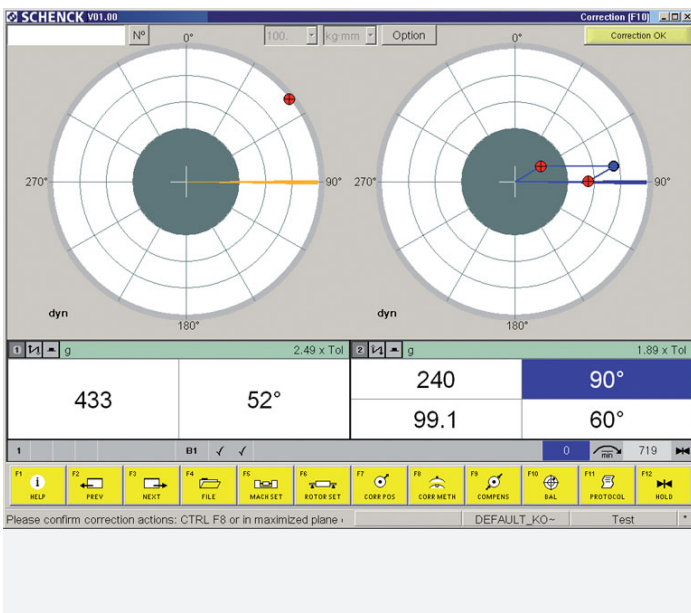 SCHENCK V01.00 Correction (F10)
Nº 100. kg·mm Option Correction OK
0° 0°
270° 90° 270° 90°
dyn dyn
180° 180°
1 g 2.49 x Tol 2 g 1.89 x Tol
433 52° 240 90°
99.1 60°
1 B1 ✓ ✓ 0 min 719
F1 F2 F3 F4 F5 F6 F7 F8 F9 F10 F11 F12
HELP PREV NEXT FILE MACH SET ROTOR SET CORR POS CORR METH COMPENS BAL PROTOCOL HOLD
Please confirm correction actions: CTRL F8 or in maximized plane DEFAULT_KO~ Test *